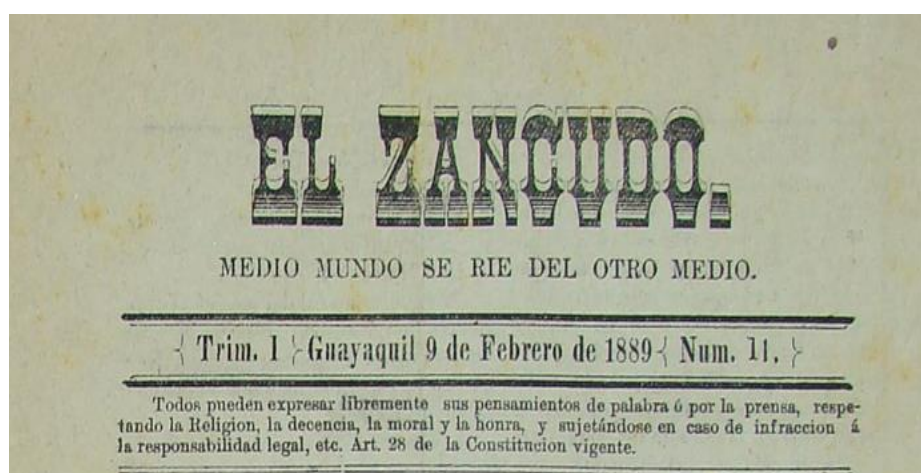 EL ZANCUDO.
MEDIO MUNDO SE RIE DEL OTRO MEDIO.
{ Trim. 1 } Guayaquil 9 de Febrero de 1889 { Num. 11. }
Todos pueden expresar libremente sus pensamientos de palabra ó por la prensa, respe-
tando la Religion, la decencia, la moral y la honra, y sujetándose en caso de infraccion á
la responsabilidad legal, etc. Art. 28 de la Constitucion vigente.